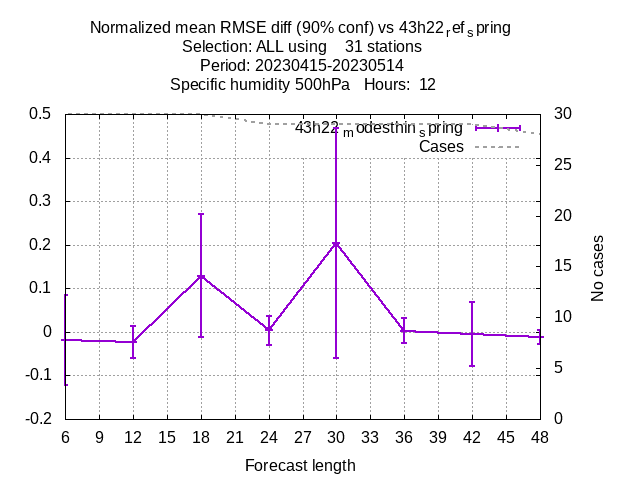 Normalized mean RMSE diff (90% conf) vs 43h22_ref_spring
Selection: ALL using 31 stations
Period: 20230415-20230514
Specific humidity 500hPa Hours: 12
43h22_modesthin_spring
Cases
0.5
0.4
0.3
0.2
0.1
0
-0.1
-0.2
30
25
20
15
10
5
0
No cases
6 9 12 15 18 21 24 27 30 33 36 39 42 45 48
Forecast length